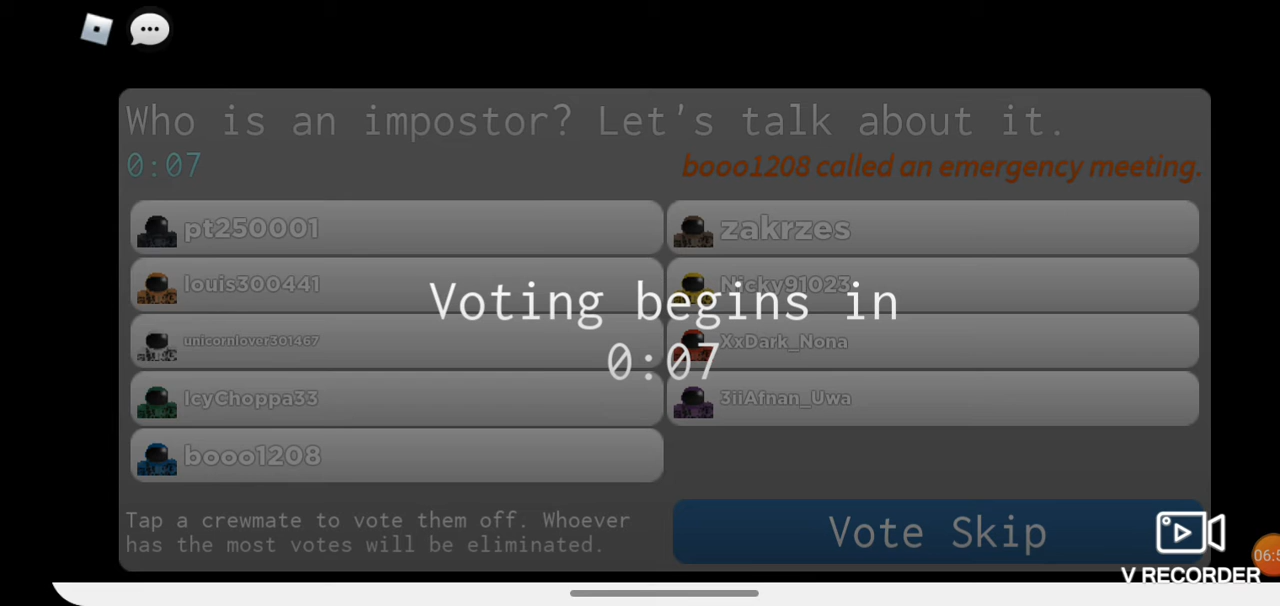 Who is an impostor? Let's talk about it.
0:07
booo1208 called an emergency meeting.
pt250001
zakrzes
louis300441
Nicky91023
Voting begins in
0:07
unicornlover301467
XxDark_Nona
IcyChoppa33
3iiAfnan_Uwa
booo1208
Tap a crewmate to vote them off. Whoever
has the most votes will be eliminated.
Vote Skip
V RECORDER